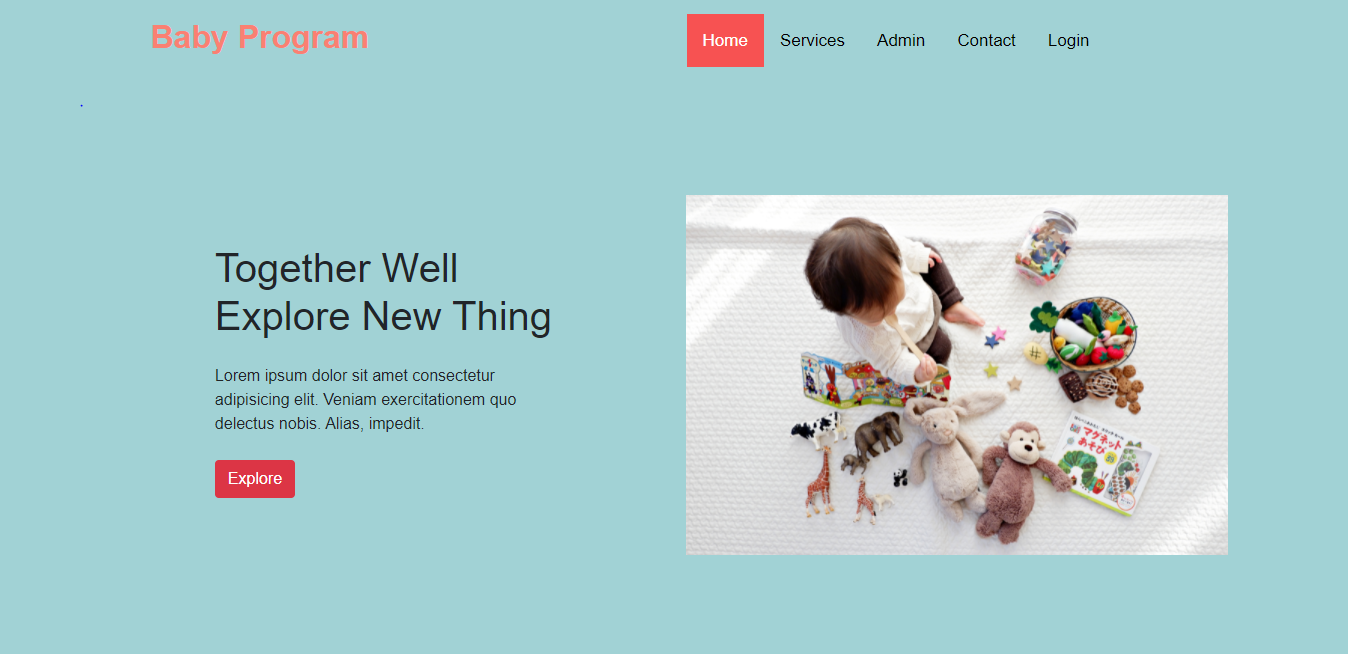 Baby Program
Home Services Admin Contact Login
.
Together Well
Explore New Thing
Lorem ipsum dolor sit amet consectetur
adipisicing elit. Veniam exercitationem quo
delectus nobis. Alias, impedit.
Explore
マグネット
あそび